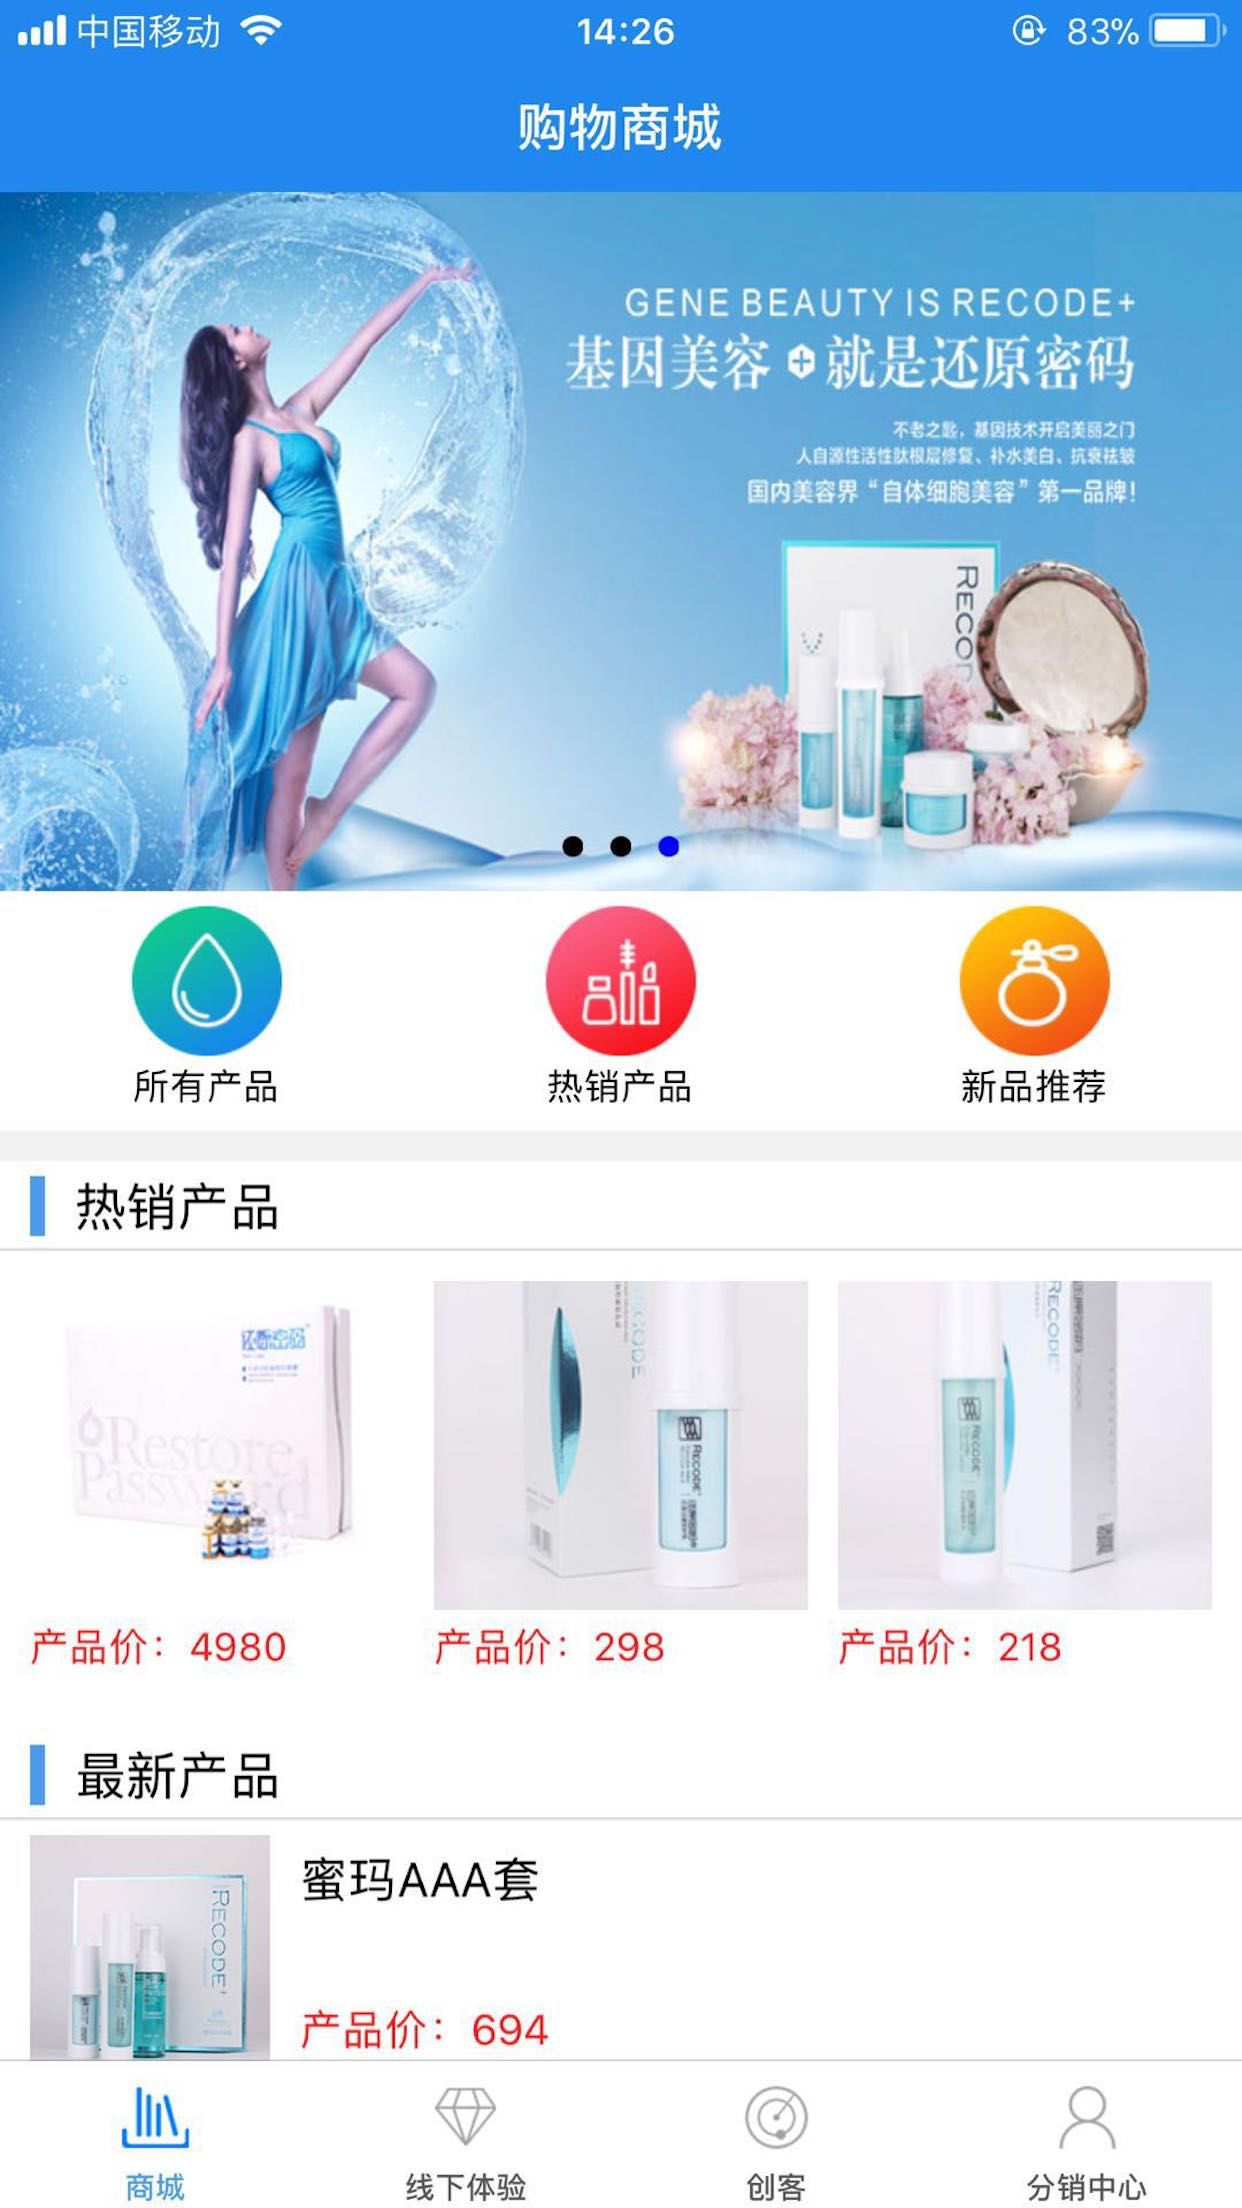 中国移动
14:26
83%
购物商城
GENE BEAUTY IS RECODE+
基因美容 就是还原密码
不老之匙，基因技术开启美丽之门
人自源性活性肽根层修复、补水美白、抗衰祛皱
国内美容界“自体细胞美容”第一品牌！
RECOD
所有产品
热销产品
新品推荐
热销产品
还原密码
Restore
Password
RECODE+
RECODE+
RECODE+
RECODE+
产品价：4980
产品价：298
产品价：218
最新产品
RECODE+
蜜玛AAA套
产品价：694
商城
线下体验
创客
分销中心